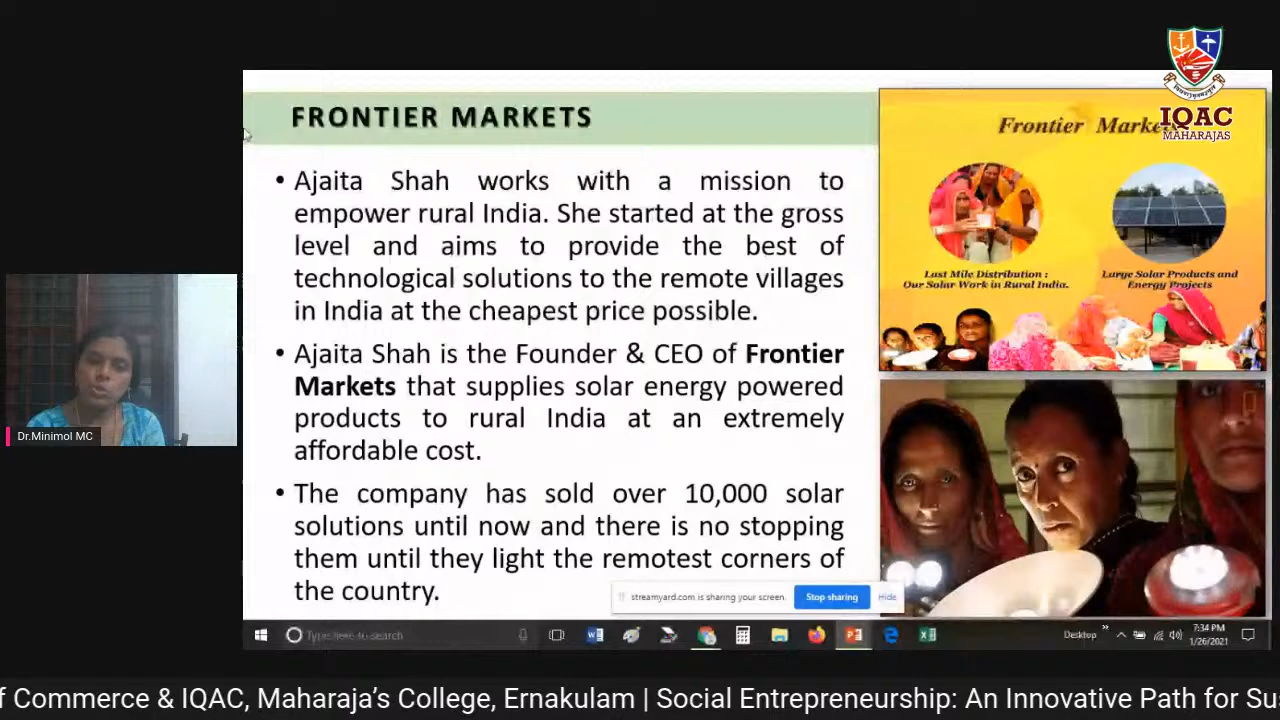 FRONTIER MARKETS
• Ajaita Shah works with a mission to
empower rural India. She started at the gross
level and aims to provide the best of
technological solutions to the remote villages
in India at the cheapest price possible.
• Ajaita Shah is the Founder & CEO of Frontier
Markets that supplies solar energy powered
products to rural India at an extremely
affordable cost.
• The company has sold over 10,000 solar
solutions until now and there is no stopping
them until they light the remotest corners of
the country.
Frontier Marke
Last Mile Distribution :
Our Solar Work in Rural India.
Large Solar Products and
Energy Projects
IQAC
MAHARAJAS
Dr.Minimol MC
streamyard.com is sharing your screen.
Stop sharing
Hide
Type here to search
Desktop
7:34 PM
1/26/2021
f Commerce & IQAC, Maharaja's College, Ernakulam | Social Entrepreneurship: An Innovative Path for Su